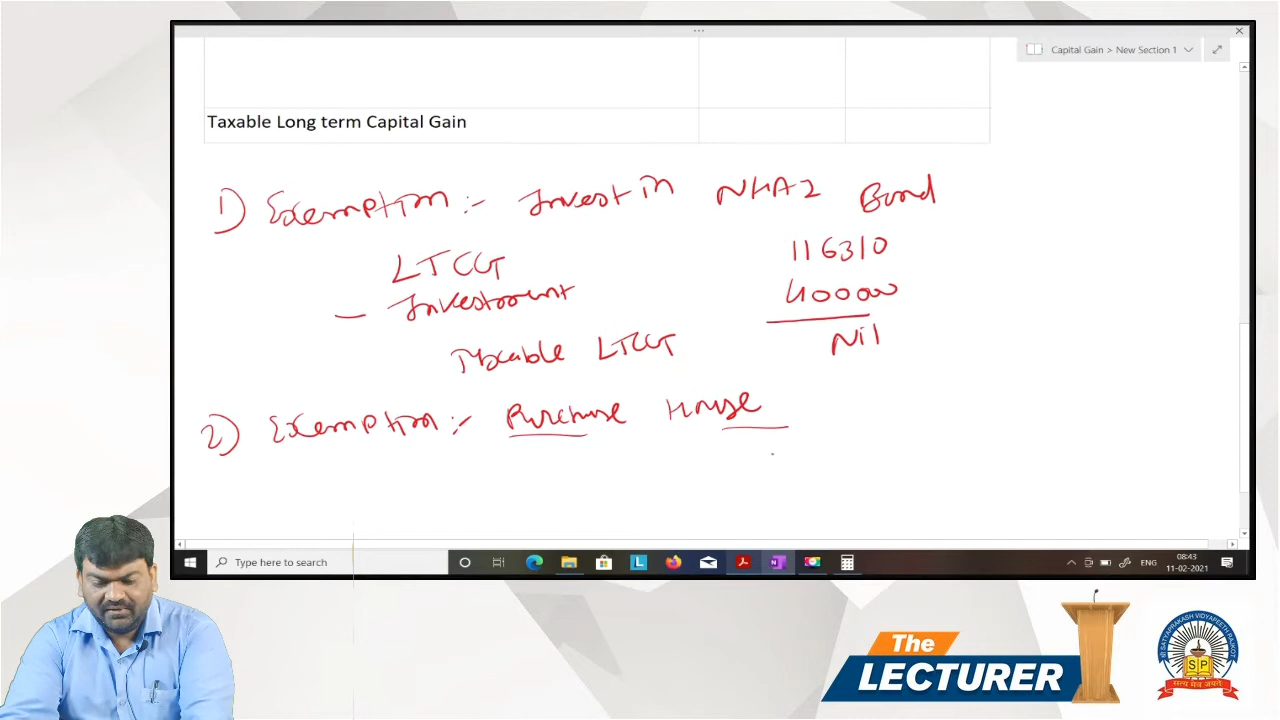 Capital Gain > New Section 1
Taxable Long term Capital Gain
1) Exemption :- Invest in NHAI Bond
LTCG 116310
- Investment 400000
Taxable LTCG Nil
2) Exemption :- Purchase House
Type here to search
ENG
08:43
11-02-2021
The
LECTURER
SP